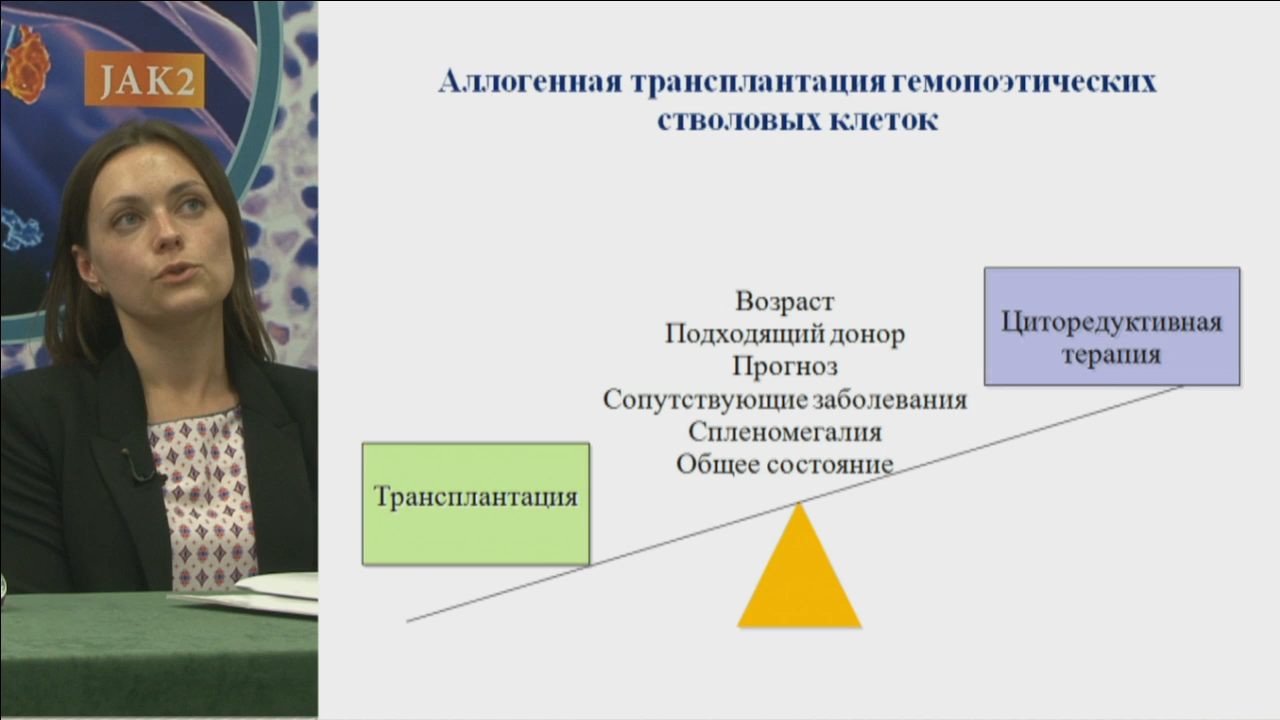 JAK2
Аллогенная трансплантация гемопоэтических
стволовых клеток
Возраст
Подходящий донор
Прогноз
Сопутствующие заболевания
Спленомегалия
Общее состояние
Циторедуктивная
терапия
Трансплантация